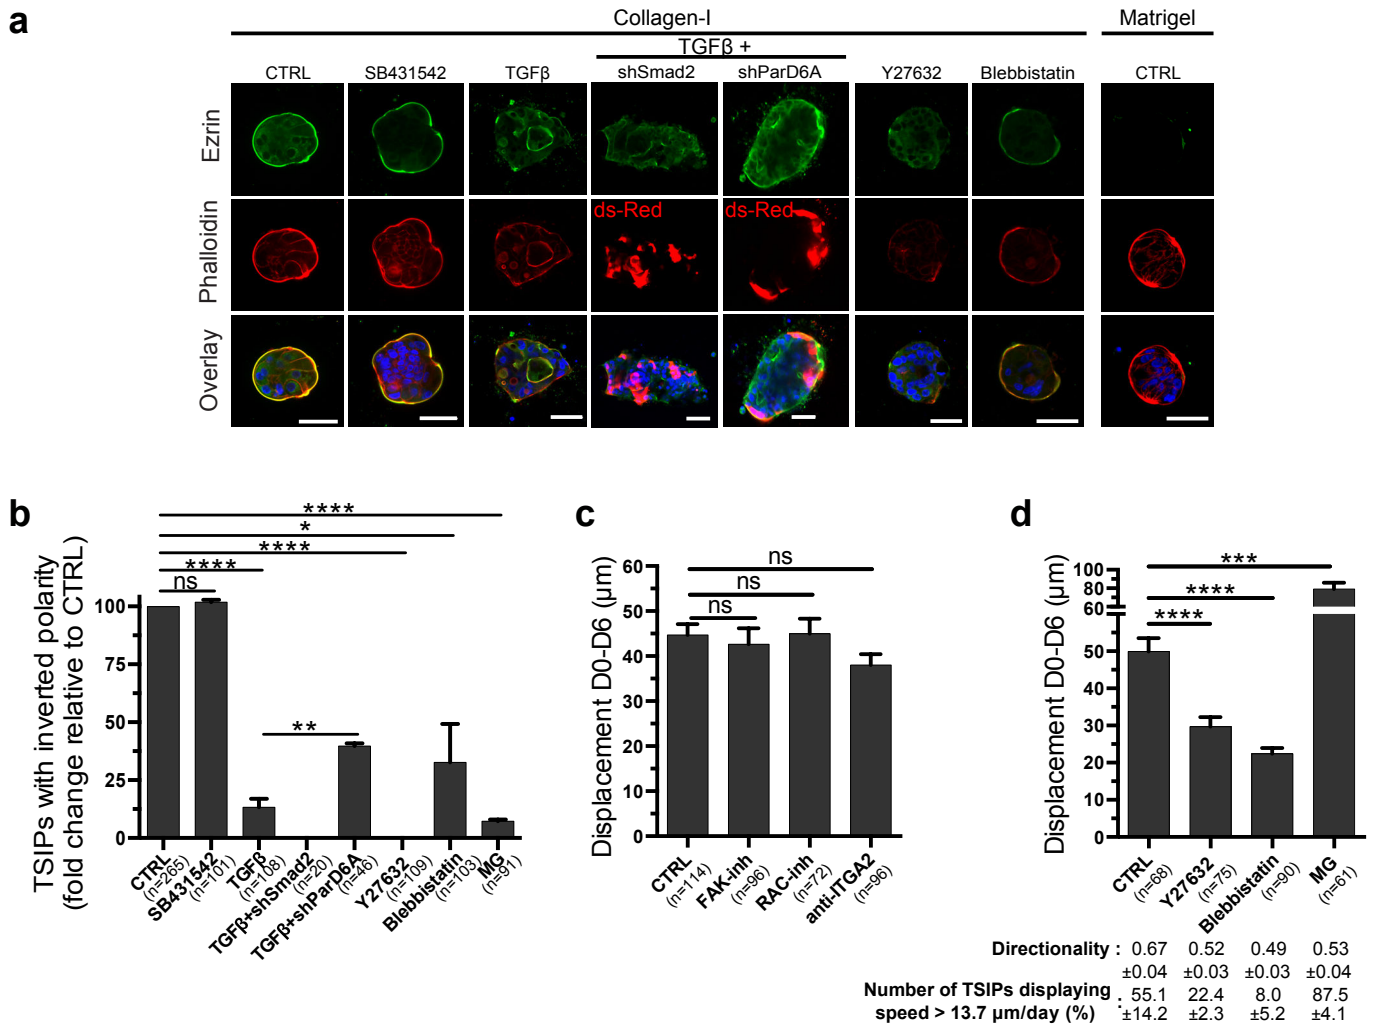 a
Collagen-I
Matrigel
TGFβ +
CTRL
SB431542
TGFβ
shSmad2
shParD6A
Y27632
Blebbistatin
CTRL
Ezrin
Phalloidin
ds-Red
ds-Red
Overlay
b
TSIPs with inverted polarity
(fold change relative to CTRL)
****
*
****
****
ns
**
100
75
50
25
0
CTRL
(n=265)
SB431542
(n=101)
TGFβ
(n=108)
TGFβ+shSmad2
(n=20)
TGFβ+shParD6A
(n=46)
Y27632
(n=109)
Blebbistatin
(n=103)
MG
(n=91)
c
Displacement D0-D6 (µm)
ns
ns
ns
60
50
40
30
20
10
0
CTRL
(n=114)
FAK-inh
(n=96)
RAC-inh
(n=72)
anti-ITGA2
(n=96)
d
Displacement D0-D6 (µm)
***
****
****
100
80
60
50
40
30
20
10
0
CTRL
(n=68)
Y27632
(n=75)
Blebbistatin
(n=90)
MG
(n=61)
Directionality : 0.67 0.52 0.49 0.53
±0.04 ±0.03 ±0.03 ±0.04
Number of TSIPs displaying : 55.1 22.4 8.0 87.5
speed > 13.7 µm/day (%) ±14.2 ±2.3 ±5.2 ±4.1